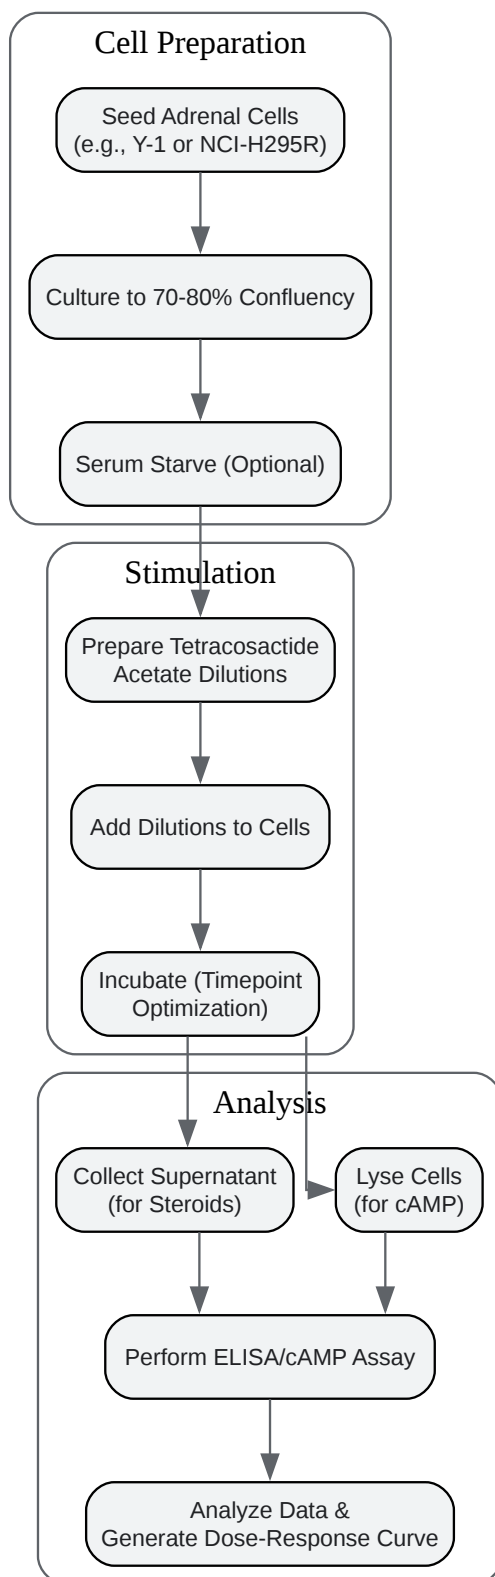 Cell Preparation
Seed Adrenal Cells
(e.g., Y-1 or NCI-H295R)
Culture to 70-80% Confluency
Serum Starve (Optional)
Stimulation
Prepare Tetracosactide
Acetate Dilutions
Add Dilutions to Cells
Incubate (Timepoint
Optimization)
Analysis
Collect Supernatant
(for Steroids)
Lyse Cells
(for cAMP)
Perform ELISA/cAMP Assay
Analyze Data &
Generate Dose-Response Curve